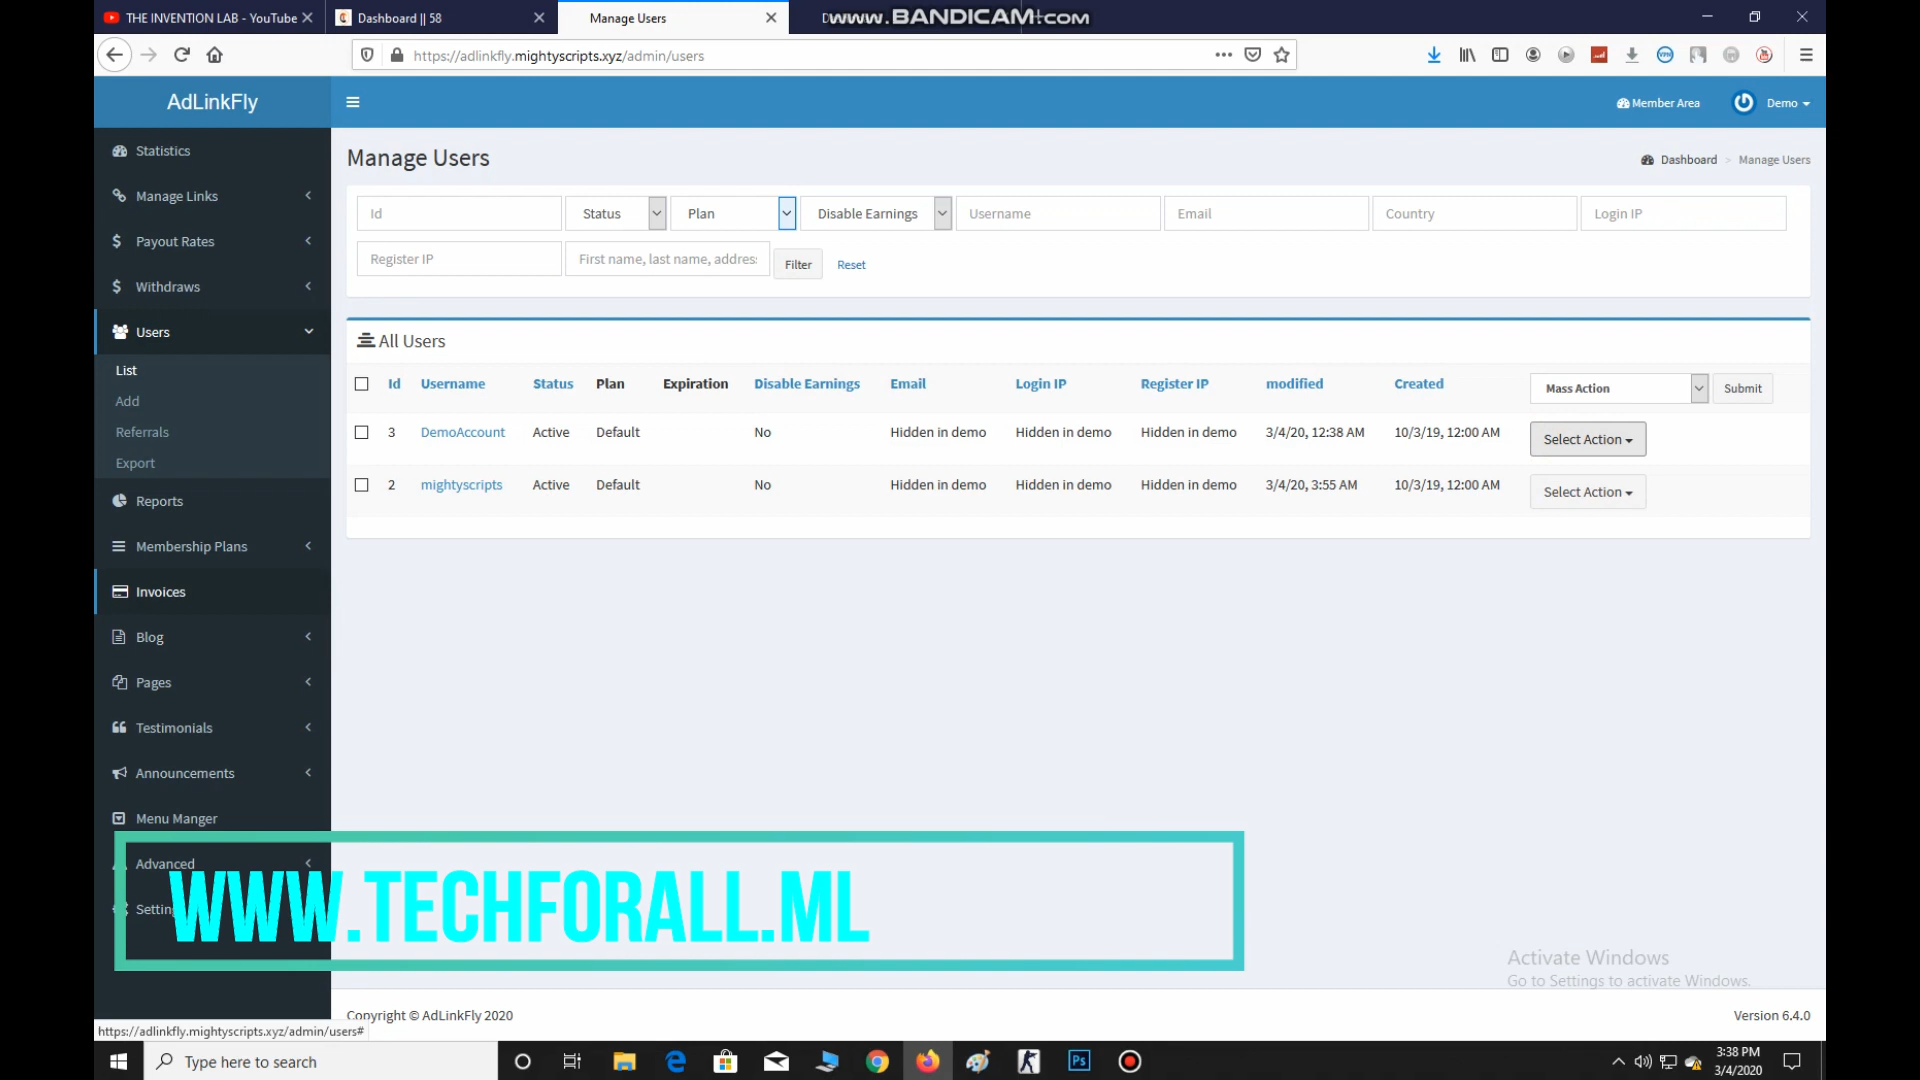 THE INVENTION LAB - YouTube
Dashboard || 58
Manage Users
WWW.BANDICAM.COM
https://adlinkfly.mightyscripts.xyz/admin/users
AdLinkFly
Member Area
Demo
Statistics
Manage Links
Payout Rates
Withdraws
Users
List
Add
Referrals
Export
Reports
Membership Plans
Invoices
Blog
Pages
Testimonials
Announcements
Menu Manger
Advanced
Manage Users
Dashboard > Manage Users
Id Status Plan Disable Earnings Username Email Country Login IP
Register IP First name, last name, addres Filter Reset
All Users
Id Username Status Plan Expiration Disable Earnings Email Login IP Register IP modified Created Mass Action Submit
3 DemoAccount Active Default No Hidden in demo Hidden in demo Hidden in demo 3/4/20, 12:38 AM 10/3/19, 12:00 AM Select Action
2 mightyscripts Active Default No Hidden in demo Hidden in demo Hidden in demo 3/4/20, 3:55 AM 10/3/19, 12:00 AM Select Action
WWW.TECHFORALL.ML
Activate Windows
Go to Settings to activate Windows.
Copyright © AdLinkFly 2020
Version 6.4.0
https://adlinkfly.mightyscripts.xyz/admin/users#
Type here to search
Ps
3:38 PM
3/4/2020